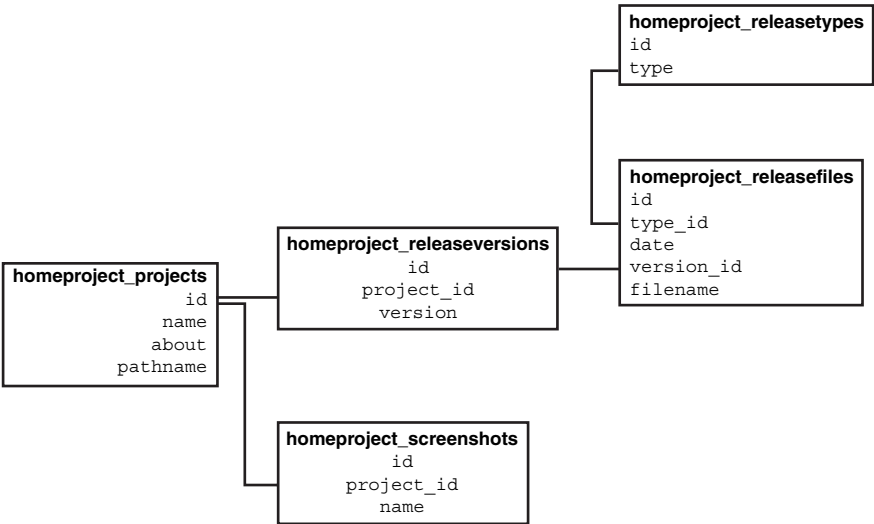 homeproject_releasetypes
id
type
homeproject_releasefiles
id
type_id
date
version_id
filename
homeproject_releaseversions
id
project_id
version
homeproject_projects
id
name
about
pathname
homeproject_screenshots
id
project_id
name